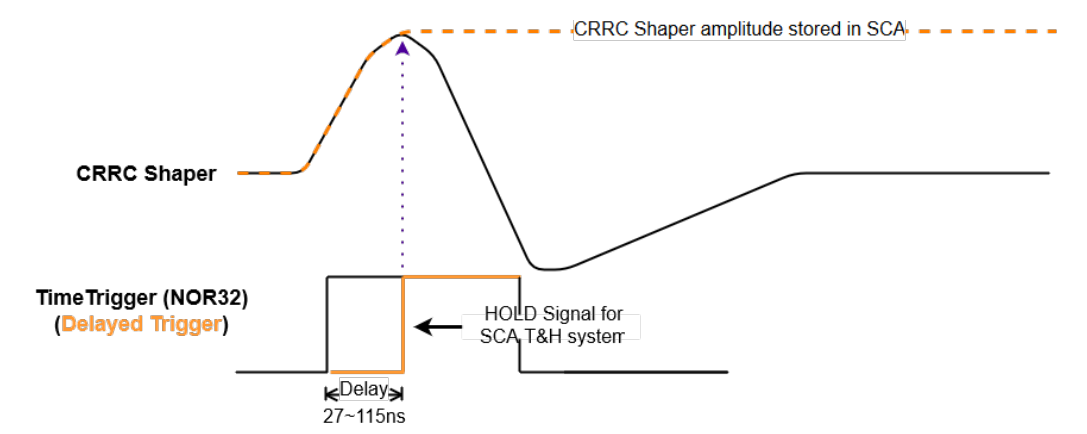 CRRC Shaper amplitude stored in SCA
CRRC Shaper
TimeTrigger (NOR32)
(Delayed Trigger)
HOLD Signal for
SCA T&H system
Delay
27~115ns